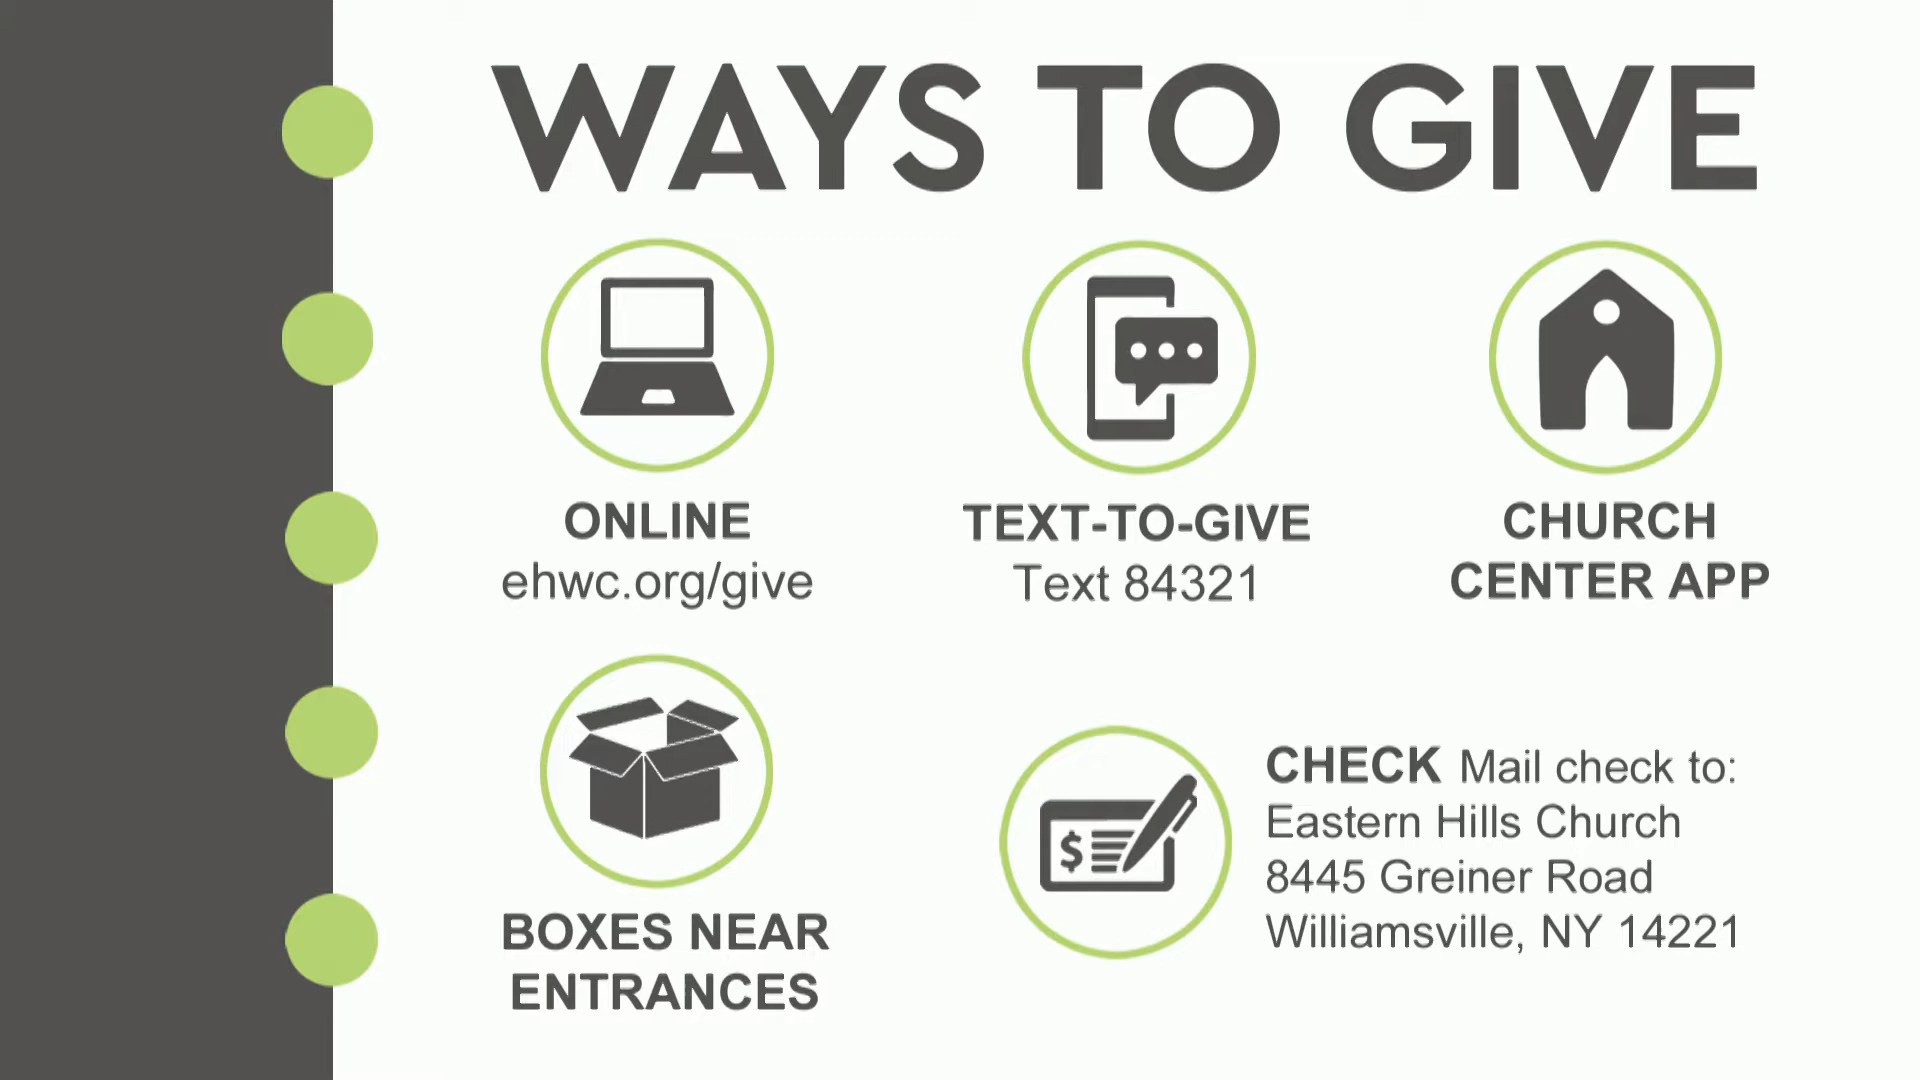 WAYS TO GIVE
ONLINE
ehwc.org/give
TEXT-TO-GIVE
Text 84321
CHURCH
CENTER APP
BOXES NEAR
ENTRANCES
$
CHECK Mail check to:
Eastern Hills Church
8445 Greiner Road
Williamsville, NY 14221